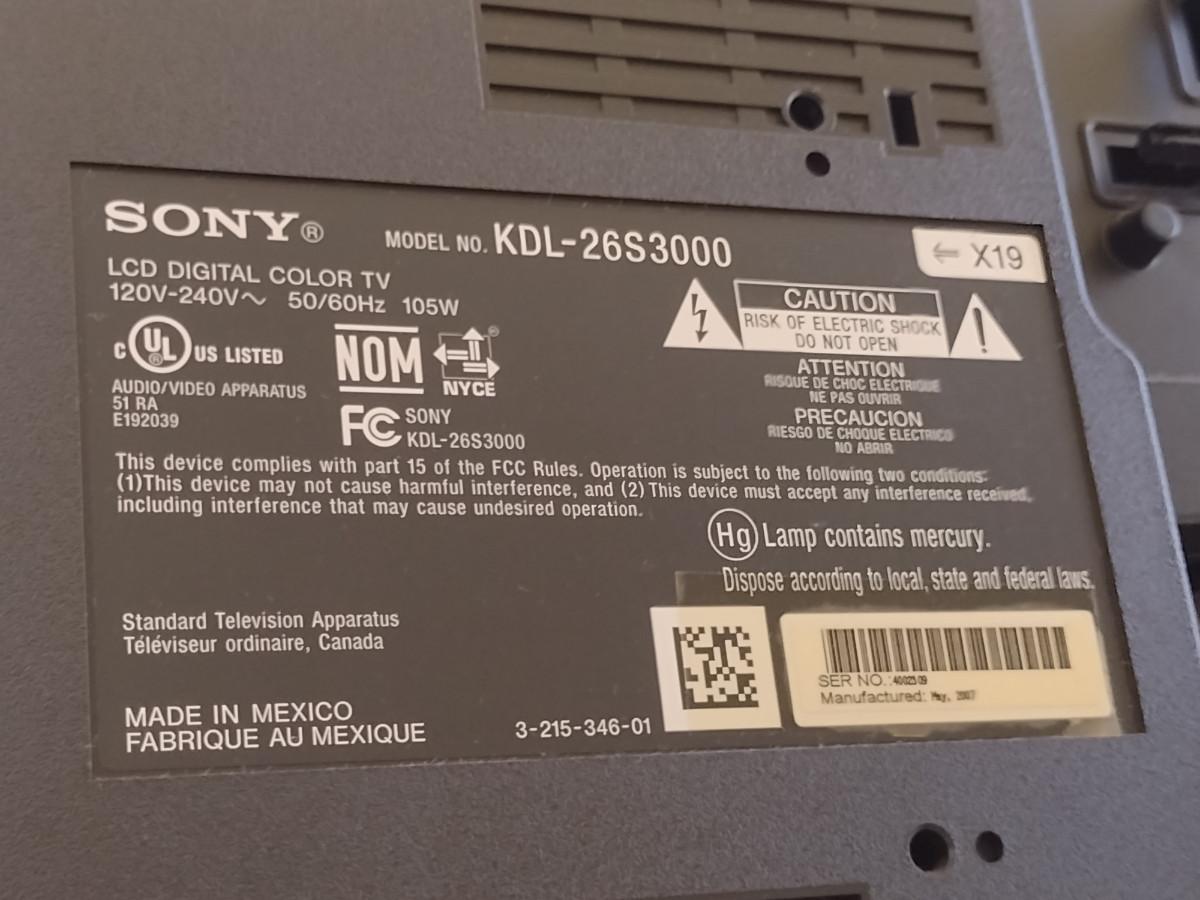 SONY®
MODEL NO. KDL-26S3000
← X19
LCD DIGITAL COLOR TV
120V-240V~ 50/60Hz 105W
C UL® US LISTED
AUDIO/VIDEO APPARATUS
51 RA
E192039
NOM
NYCE®
FC SONY
KDL-26S3000
CAUTION
RISK OF ELECTRIC SHOCK
DO NOT OPEN
ATTENTION
RISQUE DE CHOC ELECTRIQUE
NE PAS OUVRIR
PRECAUCION
RIESGO DE CHOQUE ELECTRICO
NO ABRIR
This device complies with part 15 of the FCC Rules. Operation is subject to the following two conditions:
(1)This device may not cause harmful interference, and (2) This device must accept any interference received,
including interference that may cause undesired operation.
Hg Lamp contains mercury.
Dispose according to local, state and federal laws.
Standard Television Apparatus
Téléviseur ordinaire, Canada
MADE IN MEXICO
FABRIQUE AU MEXIQUE
3-215-346-01
SER NO.:
Manufactured: May, 2007